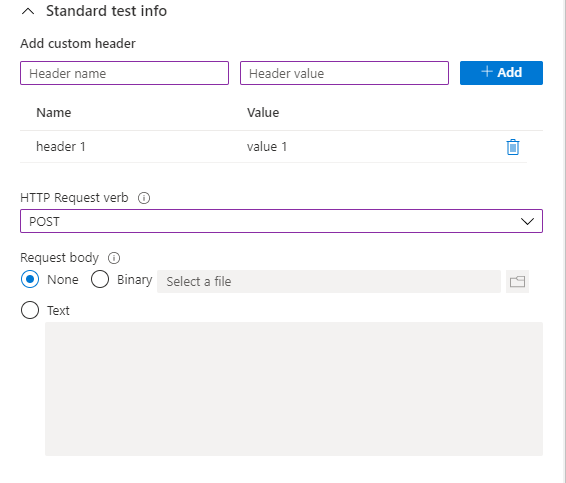 Standard test info
Add custom header
Header name Header value + Add
Name Value
header 1 value 1
HTTP Request verb
POST
Request body
None Binary Select a file
Text